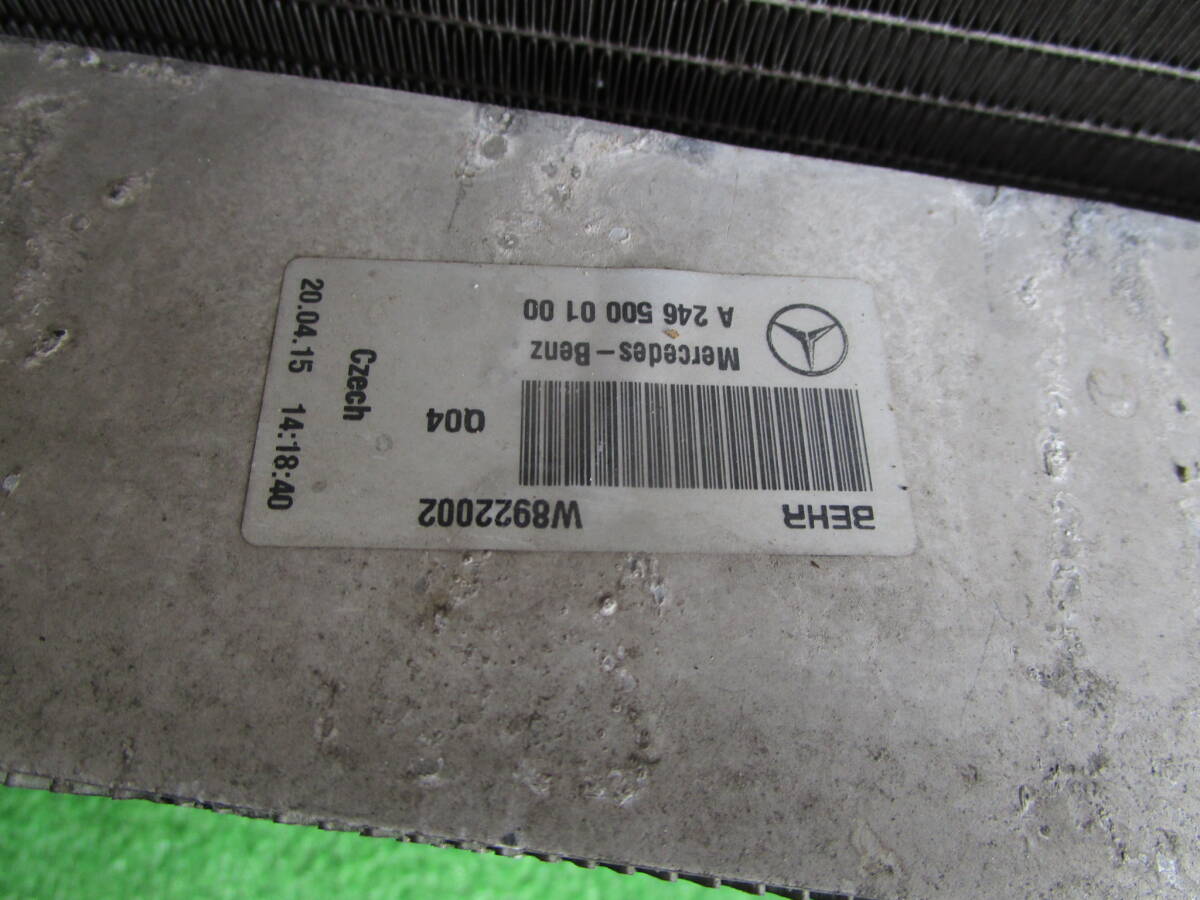 BEHR W8922002
Q04
Mercedes-Benz
A 246 500 01 00
Czech
20.04.15 14:18:40